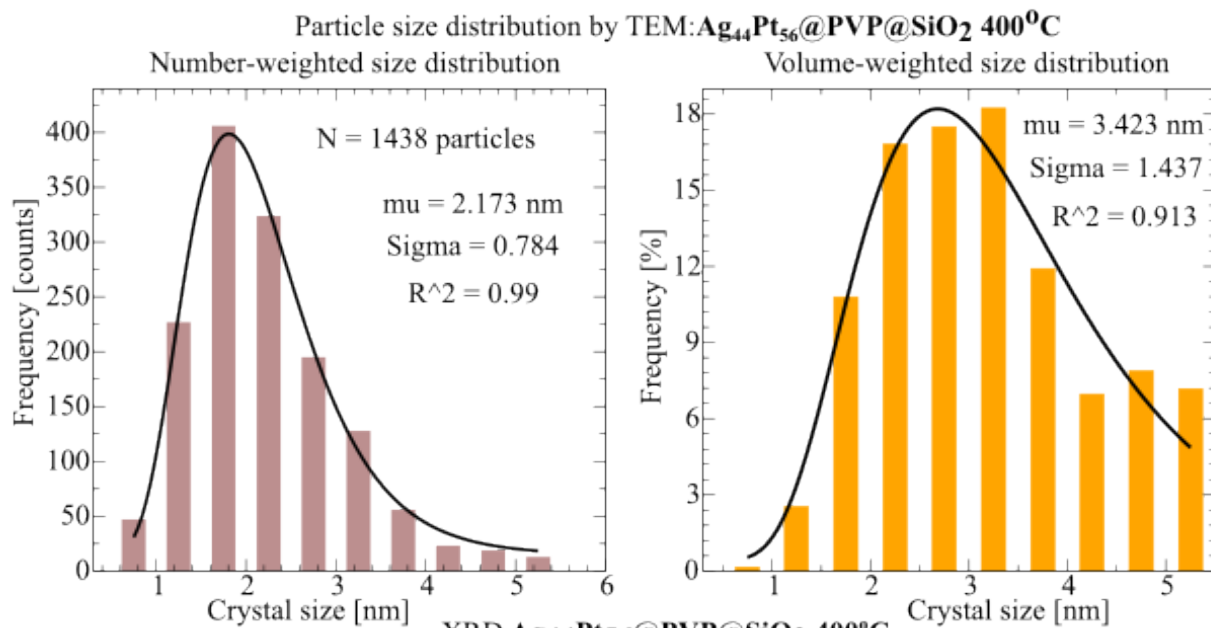 Particle size distribution by TEM:Ag₄₄Pt₅₆@PVP@SiO₂ 400⁰C
Number-weighted size distribution
400
350
300
250
200
150
100
50
0
Frequency [counts]
N = 1438 particles
mu = 2.173 nm
Sigma = 0.784
R^2 = 0.99
1 2 3 4 5 6
Crystal size [nm]
Volume-weighted size distribution
18
15
12
9
6
3
0
Frequency [%]
mu = 3.423 nm
Sigma = 1.437
R^2 = 0.913
1 2 3 4 5
Crystal size [nm]